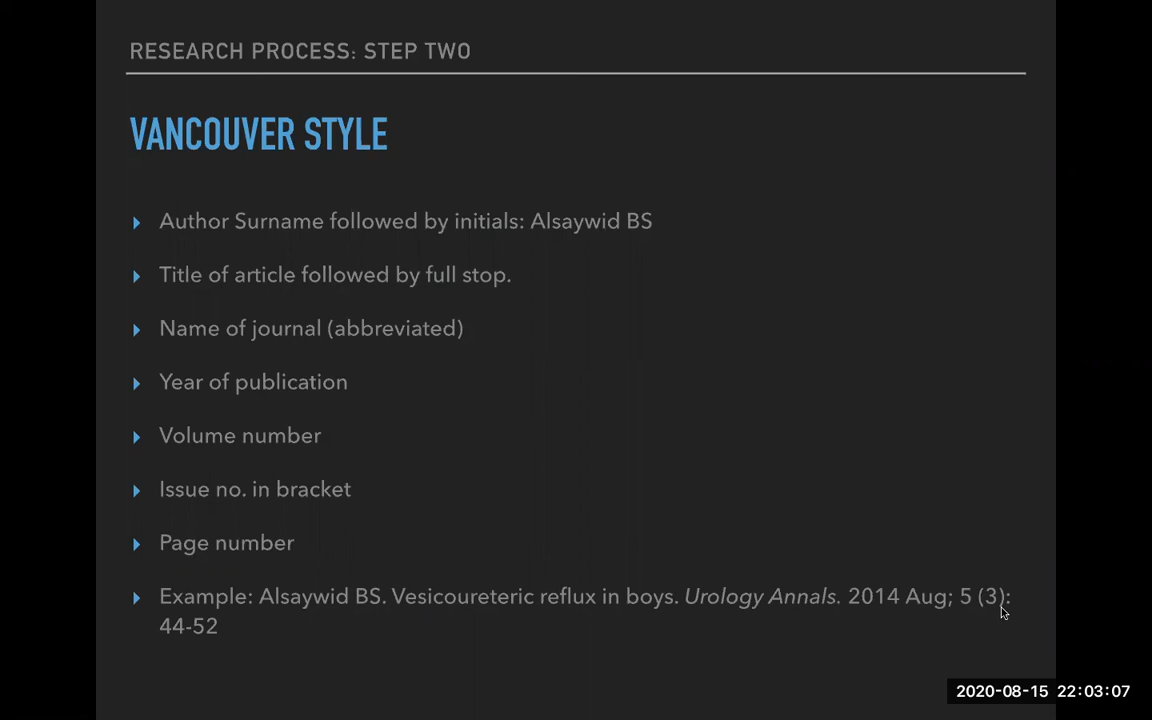 RESEARCH PROCESS: STEP TWO
VANCOUVER STYLE
Author Surname followed by initials: Alsaywid BS
Title of article followed by full stop.
Name of journal (abbreviated)
Year of publication
Volume number
Issue no. in bracket
Page number
Example: Alsaywid BS. Vesicoureteric reflux in boys. Urology Annals. 2014 Aug; 5 (3):
44-52
2020-08-15 22:03:07